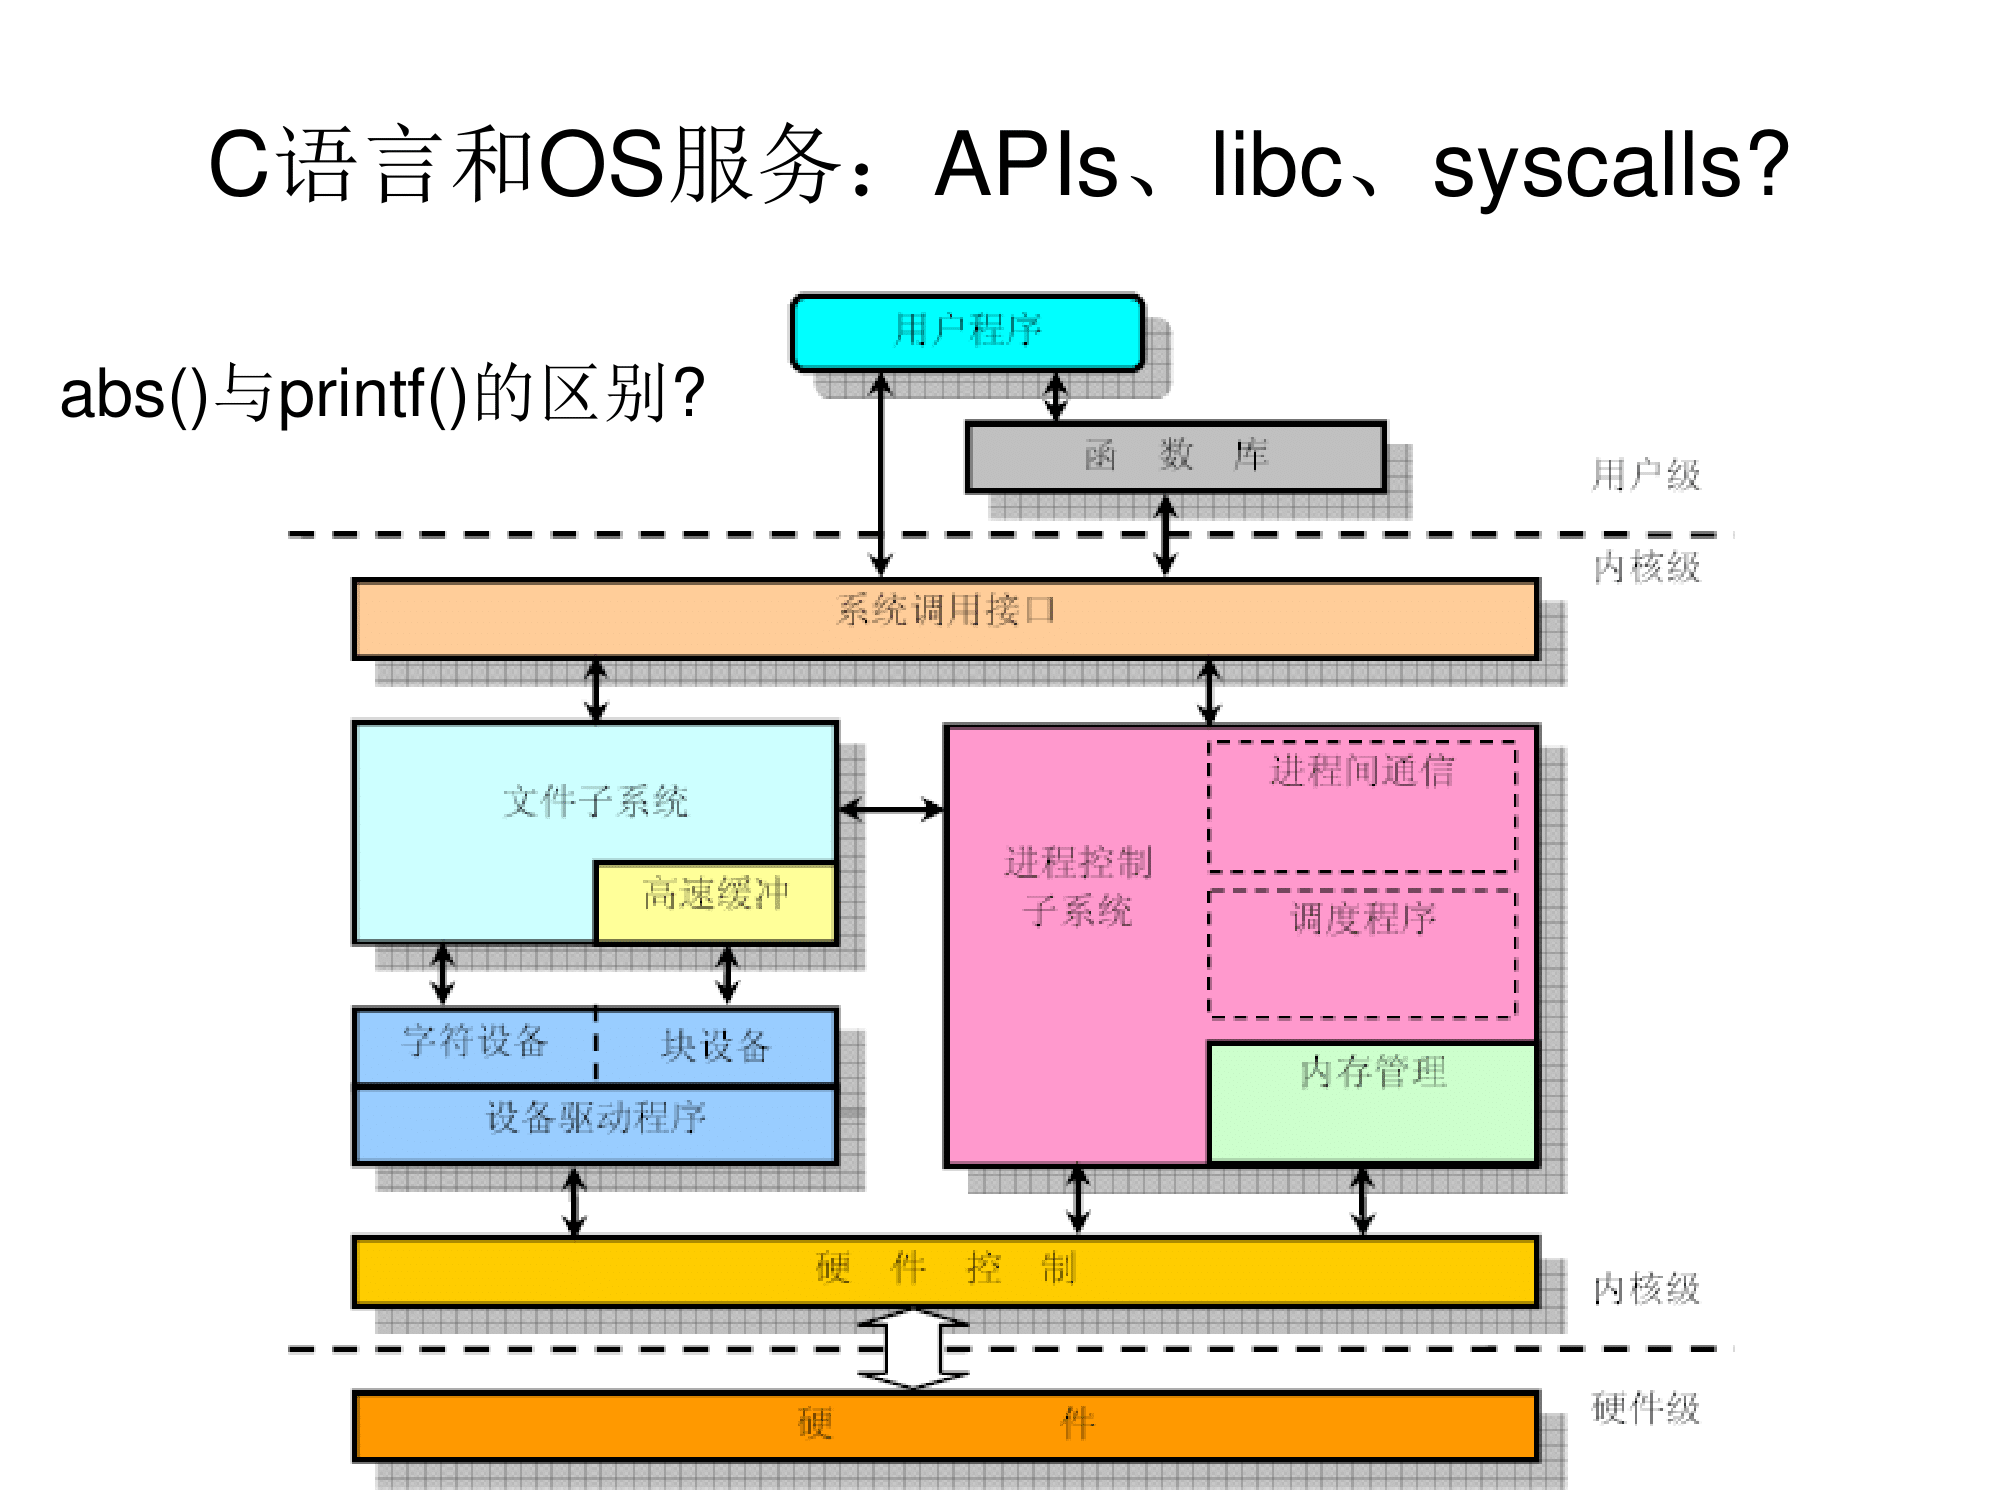 C语言和OS服务：APIs、libc、syscalls?
用户程序
abs()与printf()的区别?
函 数 库
用户级
内核级
系统调用接口
文件子系统
高速缓冲
进程间通信
进程控制
子系统
调度程序
字符设备
块设备
内存管理
设备驱动程序
硬 件 控 制
内核级
硬 件
硬件级